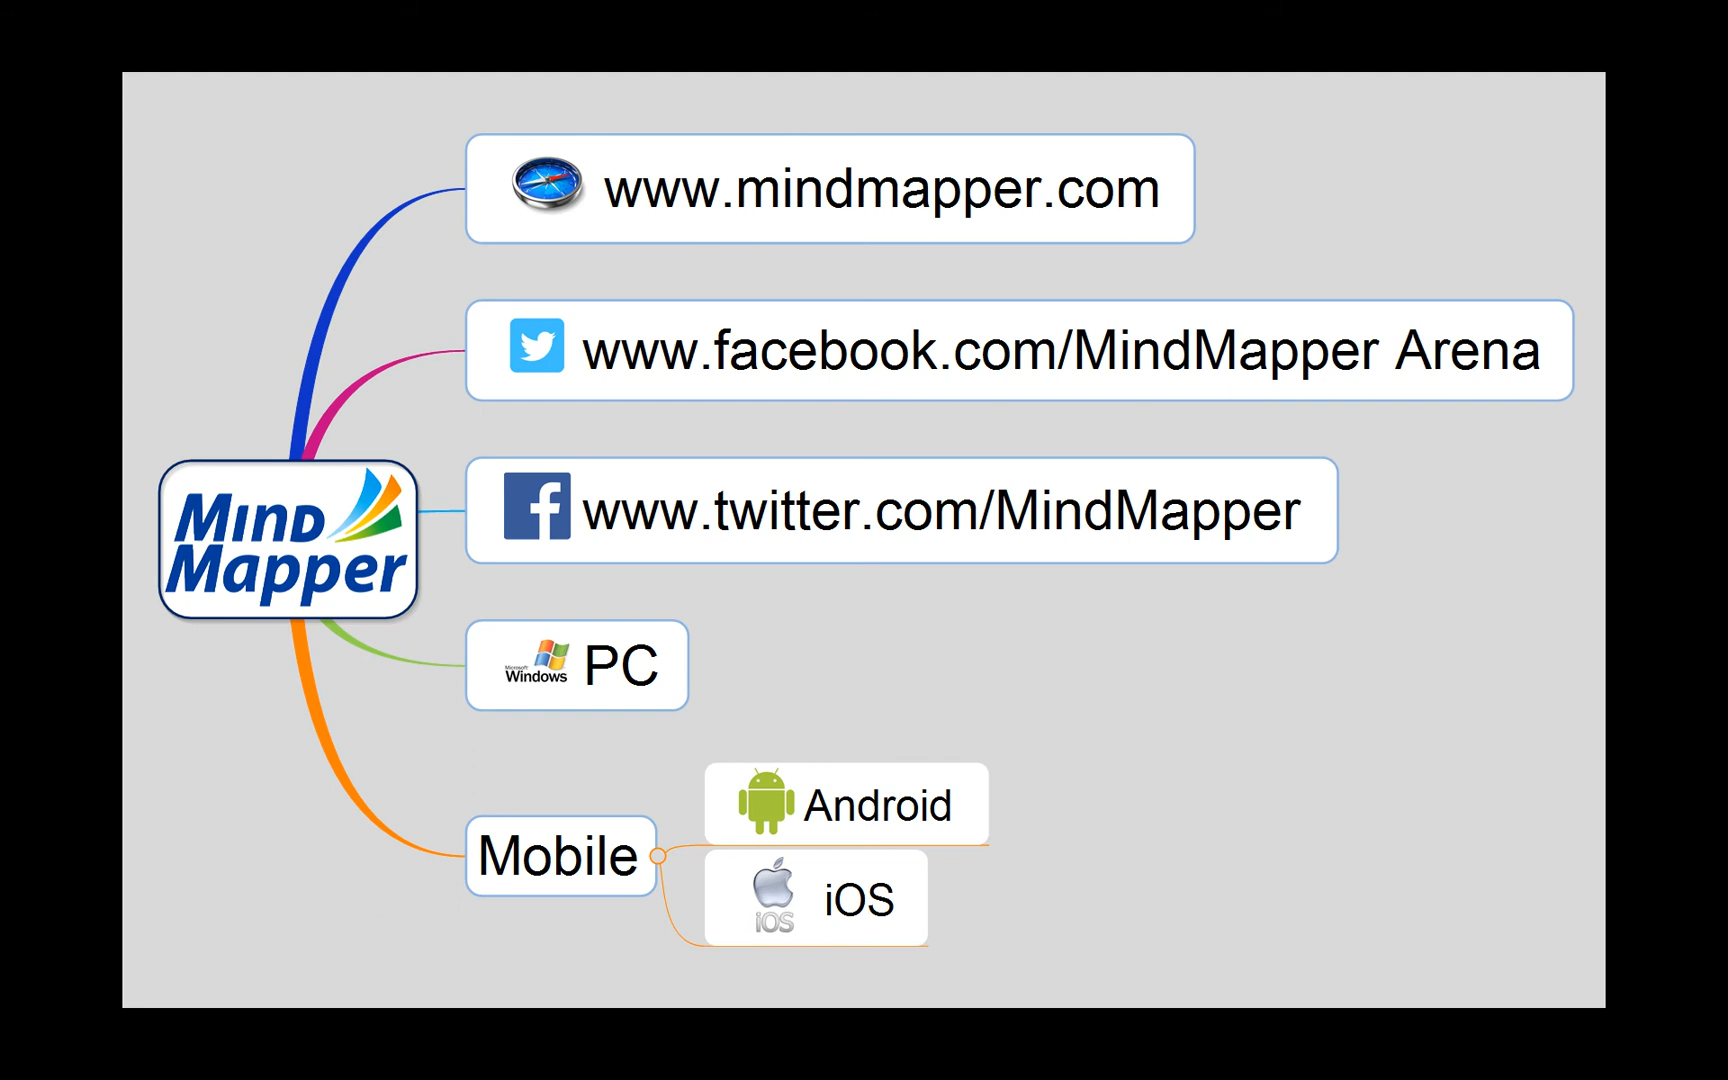 www.mindmapper.com
www.facebook.com/MindMapper Arena
MIND
Mapper
www.twitter.com/MindMapper
Microsoft
Windows
PC
Mobile
Android
iOS
iOS